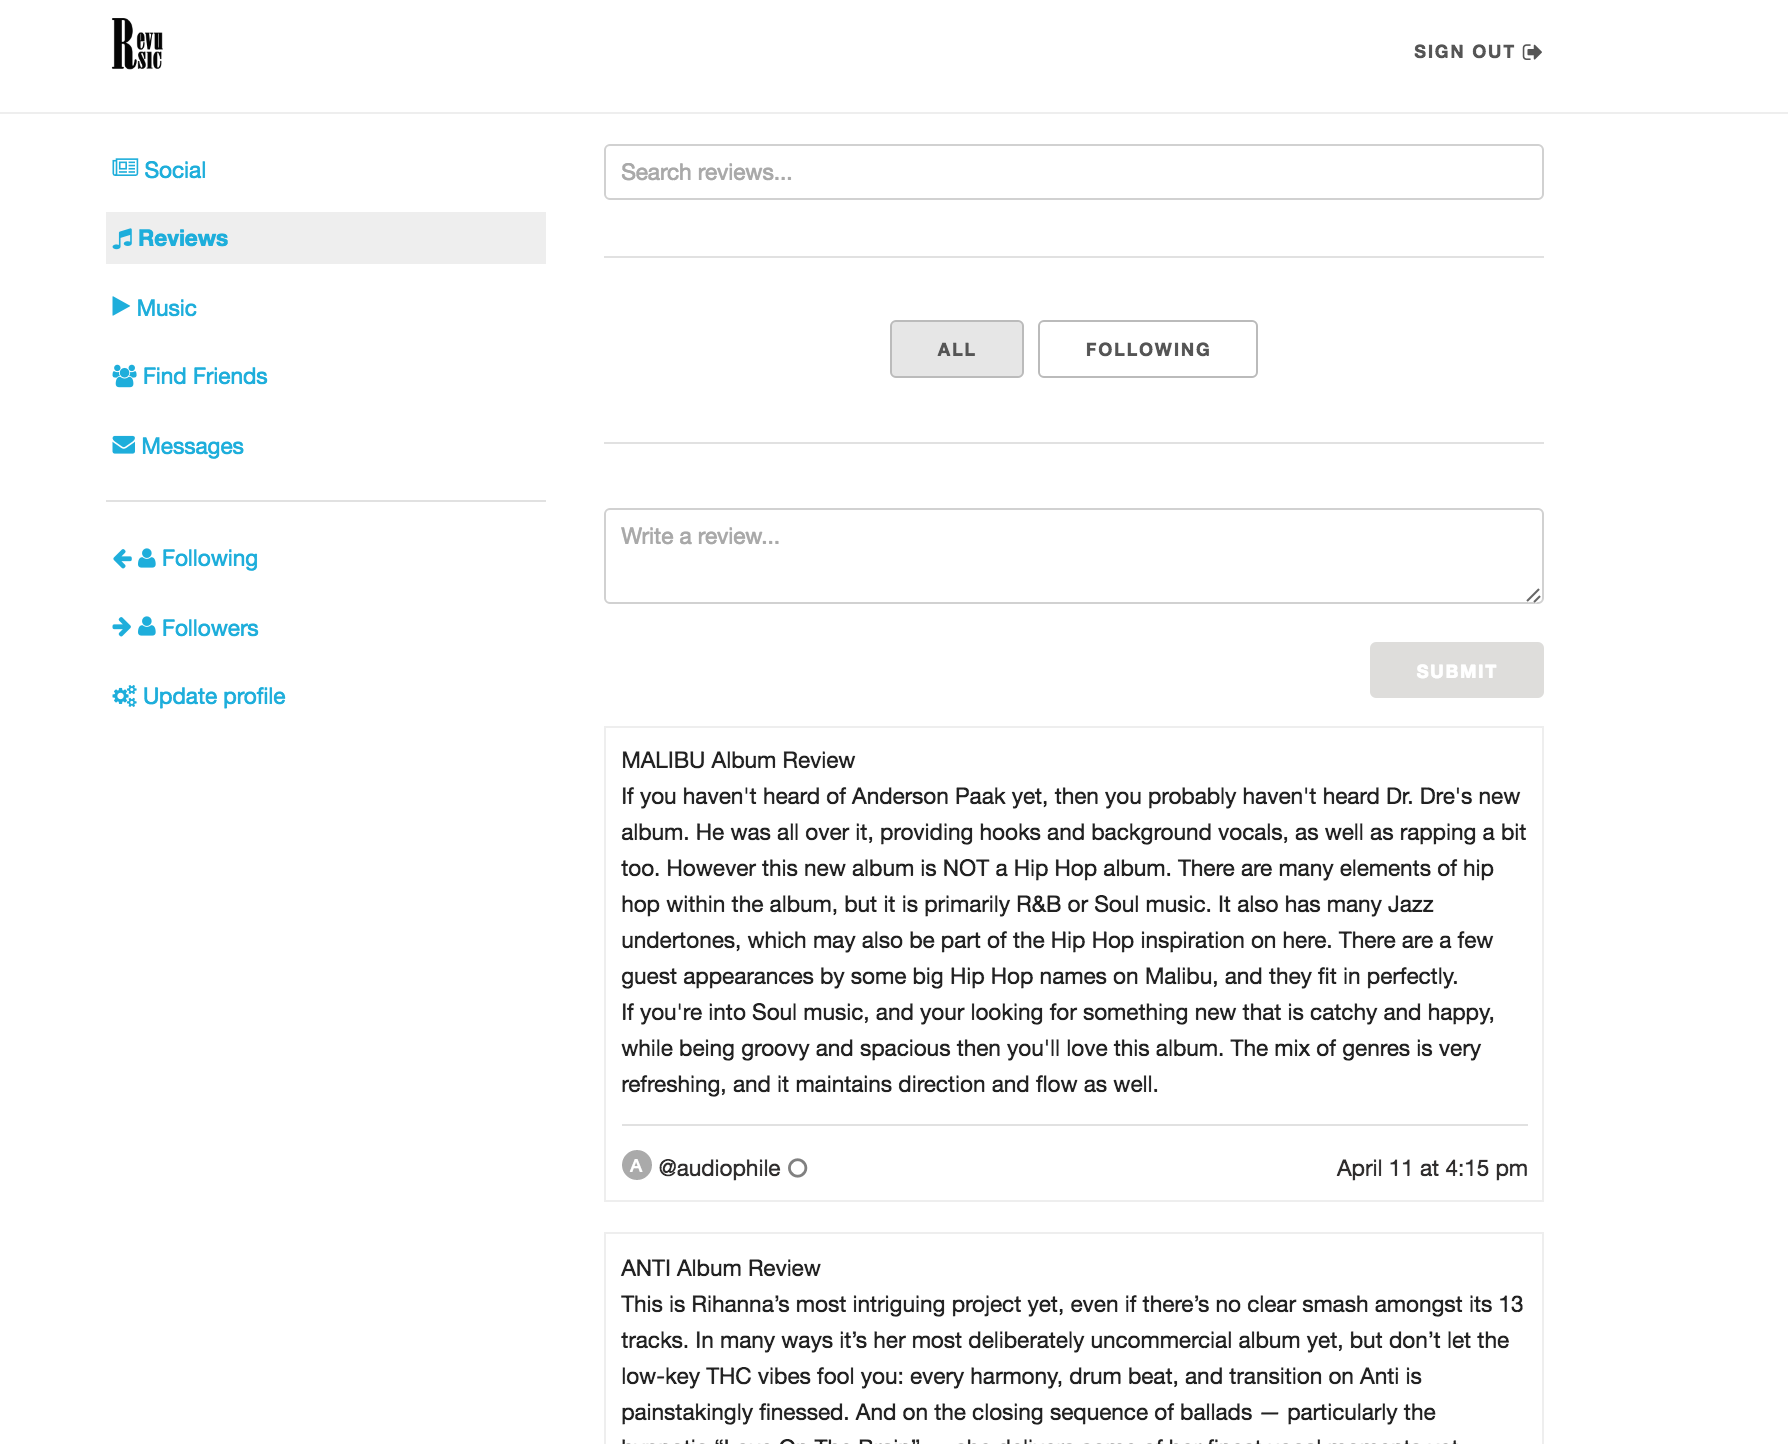 Revusic
SIGN OUT
Social
Reviews
Music
Find Friends
Messages
Following
Followers
Update profile
Search reviews...
ALL
FOLLOWING
Write a review...
SUBMIT
MALIBU Album Review
If you haven't heard of Anderson Paak yet, then you probably haven't heard Dr. Dre's new
album. He was all over it, providing hooks and background vocals, as well as rapping a bit
too. However this new album is NOT a Hip Hop album. There are many elements of hip
hop within the album, but it is primarily R&B or Soul music. It also has many Jazz
undertones, which may also be part of the Hip Hop inspiration on here. There are a few
guest appearances by some big Hip Hop names on Malibu, and they fit in perfectly.
If you're into Soul music, and your looking for something new that is catchy and happy,
while being groovy and spacious then you'll love this album. The mix of genres is very
refreshing, and it maintains direction and flow as well.
A @audiophile
April 11 at 4:15 pm
ANTI Album Review
This is Rihanna’s most intriguing project yet, even if there’s no clear smash amongst its 13
tracks. In many ways it’s her most deliberately uncommercial album yet, but don’t let the
low-key THC vibes fool you: every harmony, drum beat, and transition on Anti is
painstakingly finessed. And on the closing sequence of ballads — particularly the